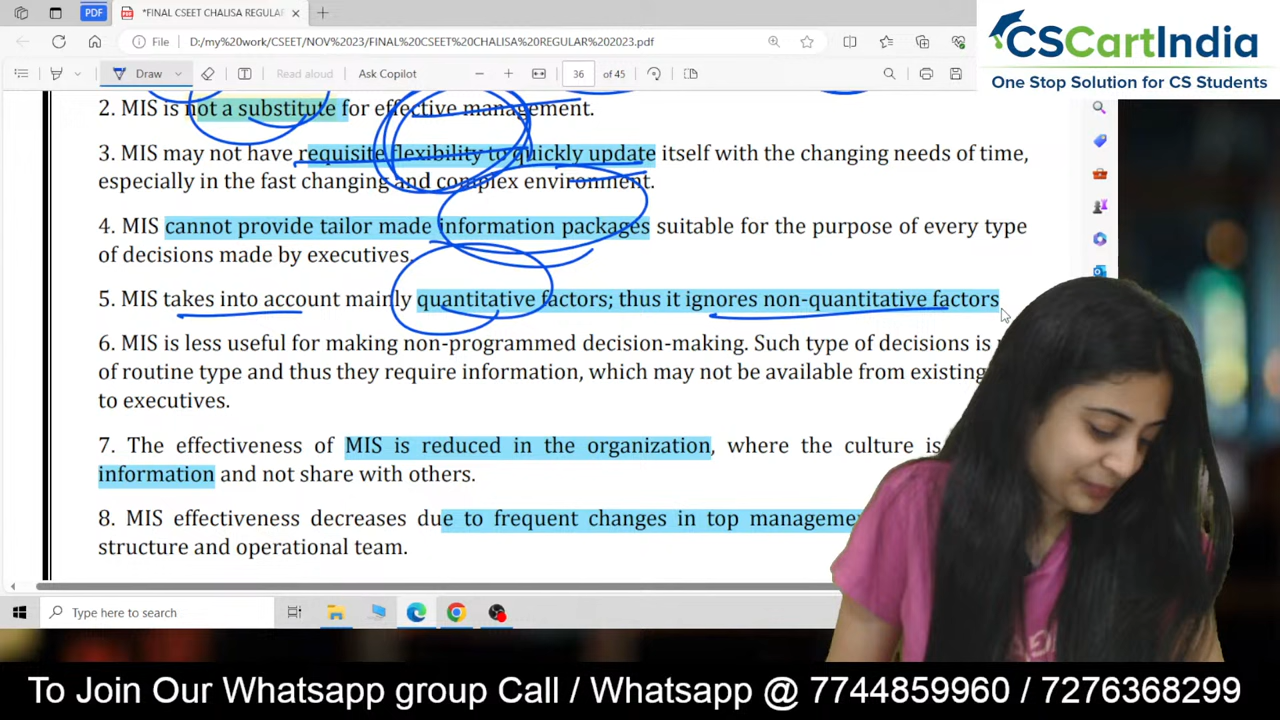 PDF
*FINAL CSEET CHALISA REGULAR
CSCartIndia
One Stop Solution for CS Students
File
D:/my%20work/CSEET/NOV%2023/FINAL%20CSEET%20CHALISA%20REGULAR%202023.pdf
Draw
Read aloud
Ask Copilot
36
of 45
2. MIS is not a substitute for effective management.
3. MIS may not have requisite flexibility to quickly update itself with the changing needs of time,
especially in the fast changing and complex environment.
4. MIS cannot provide tailor made information packages suitable for the purpose of every type
of decisions made by executives.
5. MIS takes into account mainly quantitative factors; thus it ignores non-quantitative factors
6. MIS is less useful for making non-programmed decision-making. Such type of decisions is
of routine type and thus they require information, which may not be available from existing
to executives.
7. The effectiveness of MIS is reduced in the organization, where the culture is
information and not share with others.
8. MIS effectiveness decreases due to frequent changes in top
structure and operational team.
Type here to search
To Join Our Whatsapp group Call / Whatsapp @ 7744859960 / 7276368299